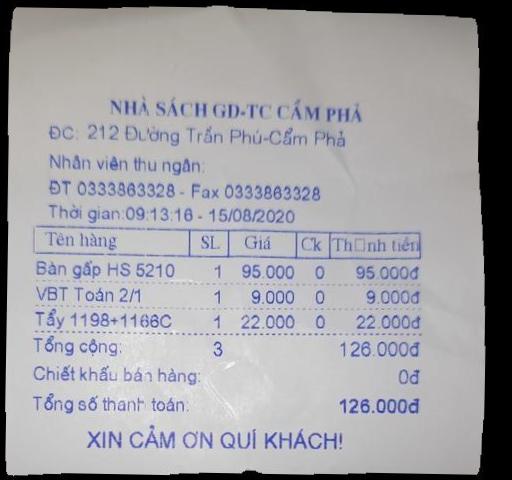 NHÀ SÁCH GD-TC CẨM PHẢ
ĐC: 212 Đường Trần Phú-Cẩm Phả
Nhân viên thu ngân:
ĐT 0333863328 - Fax 0333863328
Thời gian:09:13:16 - 15/08/2020
Tên hàng SL Giá Ck Th□nh tiền
Bàn gấp HS 5210 1 95.000 0 95.000đ
VBT Toán 2/1 1 9.000 0 9.000đ
Tẩy 1198+1166C 1 22.000 0 22.000đ
Tổng cộng: 3 126.000đ
Chiết khấu bán hàng: 0đ
Tổng số thanh toán: 126.000đ
XIN CẢM ƠN QUÍ KHÁCH!